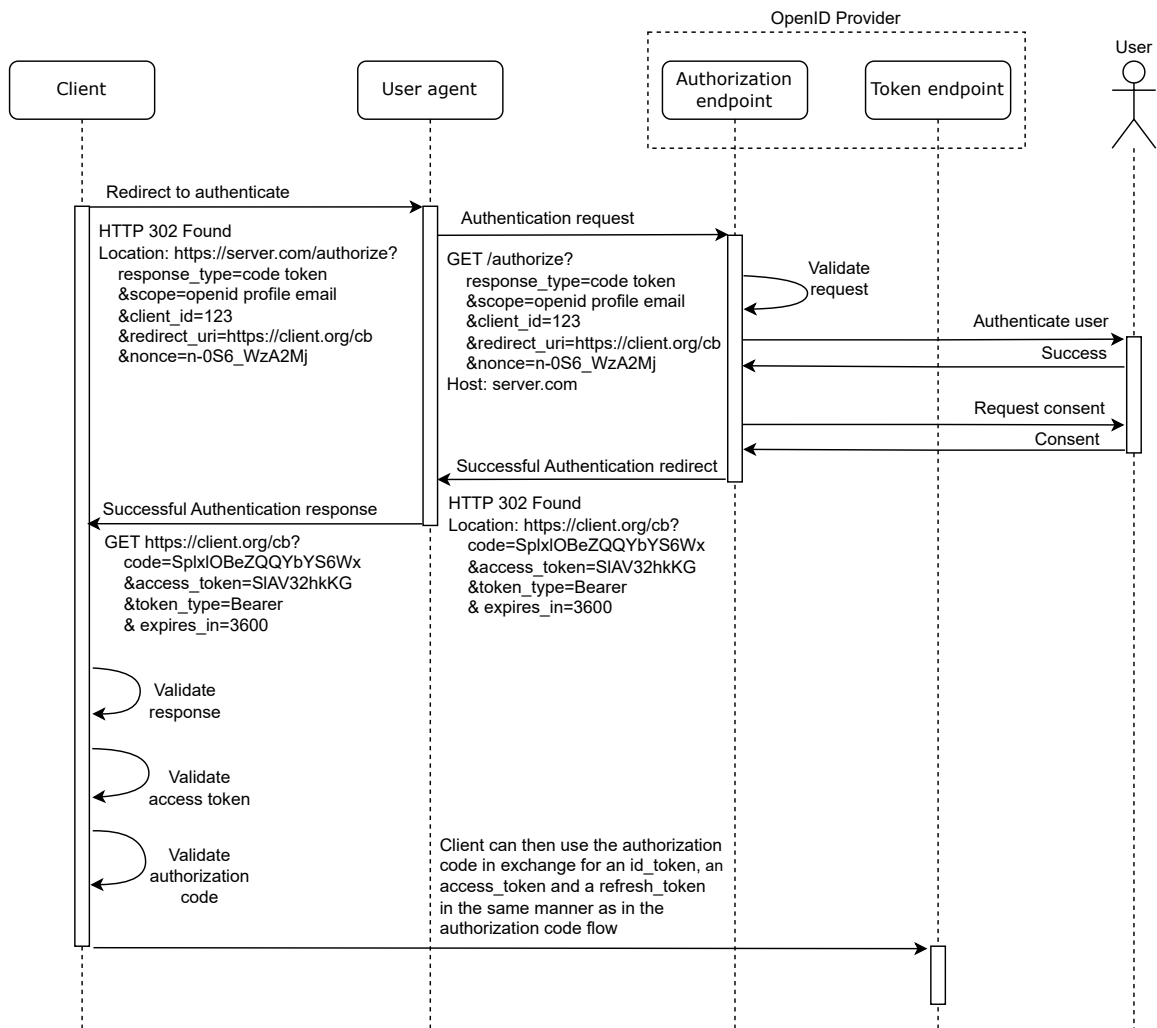 OpenID Provider
User
Client
User agent
Authorization
endpoint
Token endpoint
Redirect to authenticate
HTTP 302 Found
Location: https://server.com/authorize?
response_type=code token
&scope=openid profile email
&client_id=123
&redirect_uri=https://client.org/cb
&nonce=n-0S6_WzA2Mj
Authentication request
GET /authorize?
response_type=code token
&scope=openid profile email
&client_id=123
&redirect_uri=https://client.org/cb
&nonce=n-0S6_WzA2Mj
Host: server.com
Validate
request
Authenticate user
Success
Request consent
Consent
Successful Authentication redirect
HTTP 302 Found
Location: https://client.org/cb?
code=SplxlOBeZQQYbYS6Wx
&access_token=SlAV32hkKG
&token_type=Bearer
& expires_in=3600
Successful Authentication response
GET https://client.org/cb?
code=SplxlOBeZQQYbYS6Wx
&access_token=SlAV32hkKG
&token_type=Bearer
& expires_in=3600
Validate
response
Validate
access token
Validate
authorization
code
Client can then use the authorization
code in exchange for an id_token, an
access_token and a refresh_token
in the same manner as in the
authorization code flow